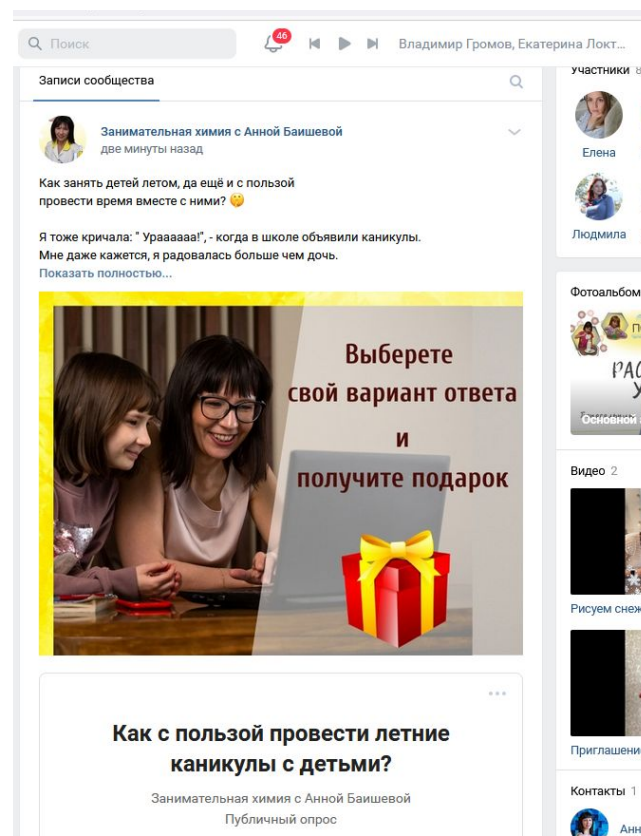 Поиск
46
Владимир Громов, Екатерина Локт...
Записи сообщества
Занимательная химия с Анной Баишевой
две минуты назад
Как занять детей летом, да ещё и с пользой
провести время вместе с ними?
Я тоже кричала: " Ураааааа!", - когда в школе объявили каникулы.
Мне даже кажется, я радовалась больше чем дочь.
Показать полностью...
Выберете
свой вариант ответа
и
получите подарок
Как с пользой провести летние
каникулы с детьми?
Занимательная химия с Анной Баишевой
Публичный опрос
Участники 8
Елена
Людмила
Фотоальбом
РАС
Основной
Видео 2
Рисуем снеж
Приглашени
Контакты 1
Анн